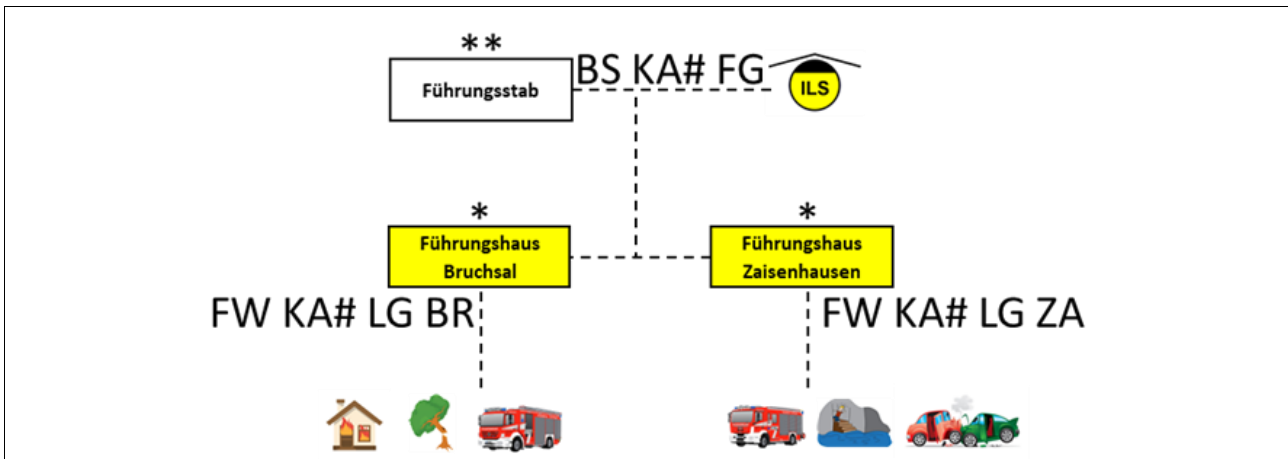 **
Führungsstab
BS KA# FG
ILS
*
Führungshaus
Bruchsal
*
Führungshaus
Zaisenhausen
FW KA# LG BR
FW KA# LG ZA